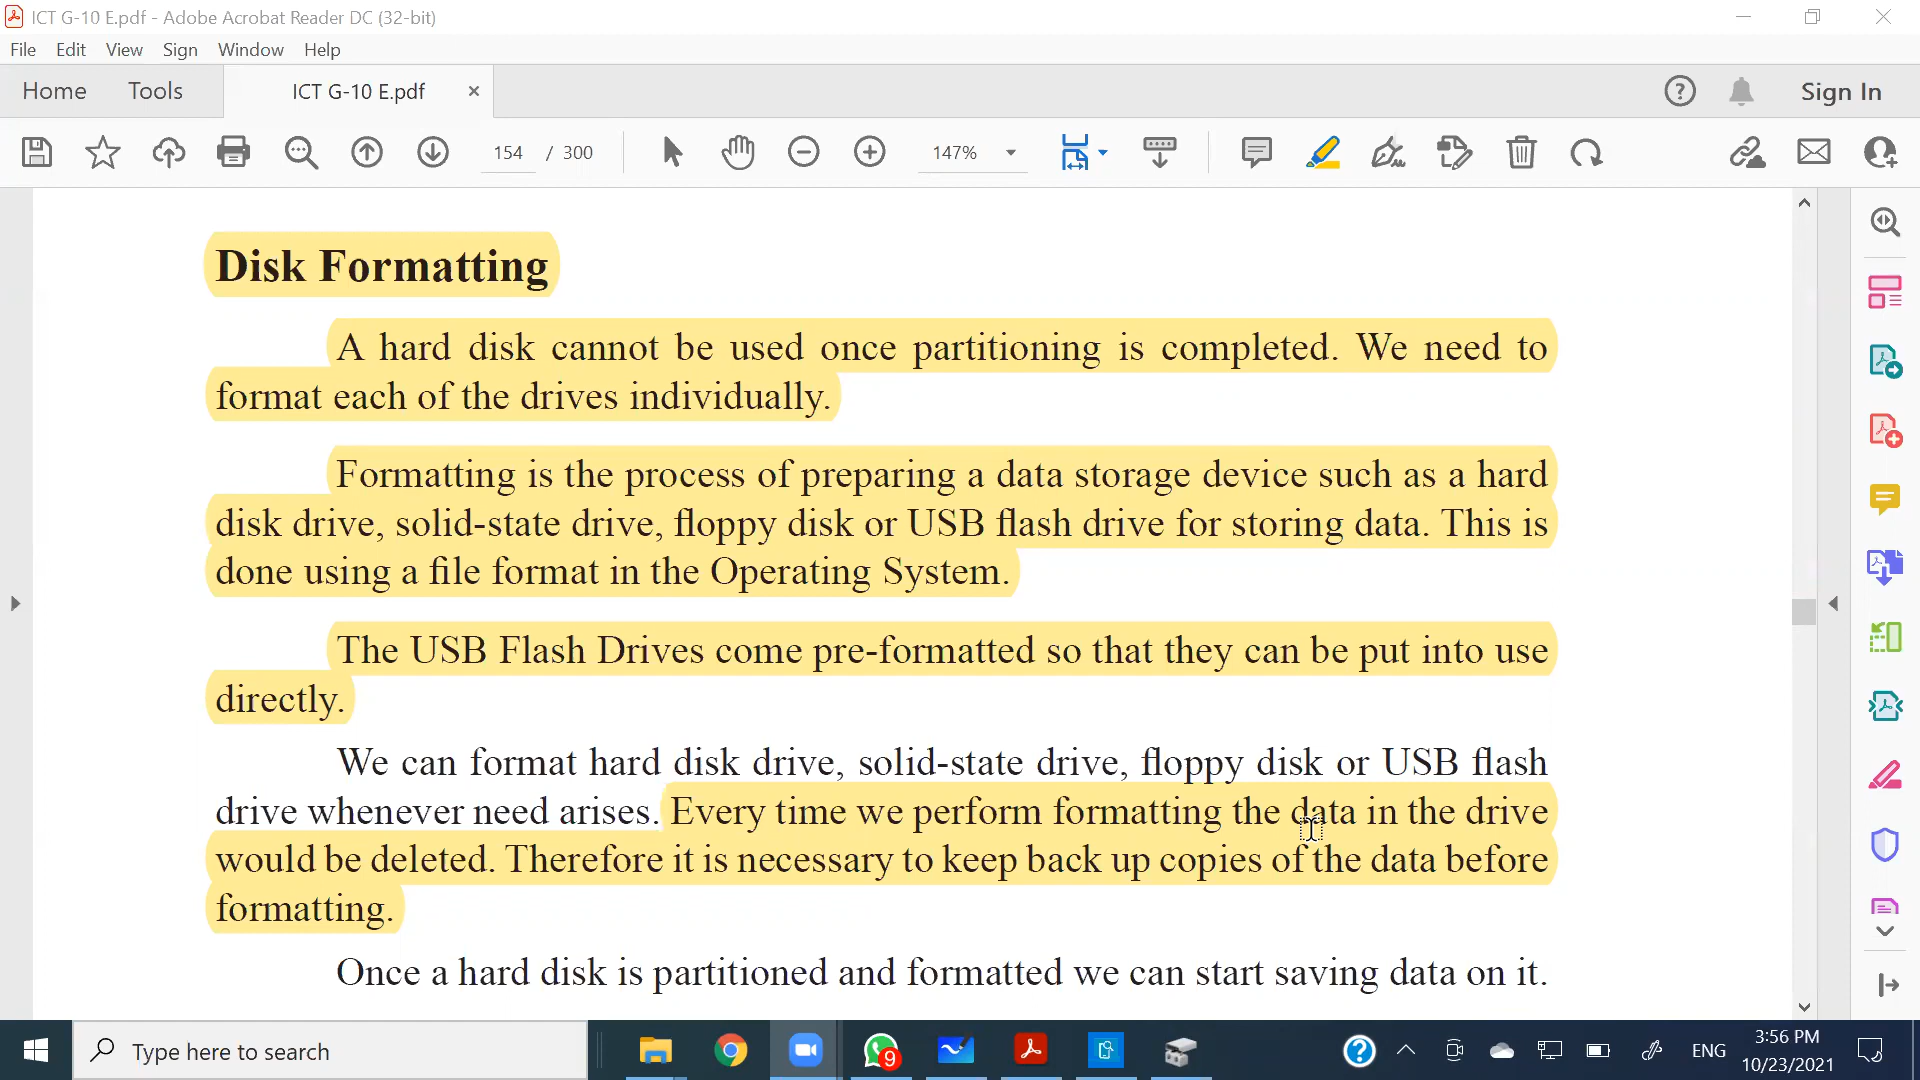 ICT G-10 E.pdf - Adobe Acrobat Reader DC (32-bit)
File Edit View Sign Window Help
Home Tools ICT G-10 E.pdf × Sign In
154 / 300 147%
Disk Formatting
A hard disk cannot be used once partitioning is completed. We need to
format each of the drives individually.
Formatting is the process of preparing a data storage device such as a hard
disk drive, solid-state drive, floppy disk or USB flash drive for storing data. This is
done using a file format in the Operating System.
The USB Flash Drives come pre-formatted so that they can be put into use
directly.
We can format hard disk drive, solid-state drive, floppy disk or USB flash
drive whenever need arises. Every time we perform formatting the data in the drive
would be deleted. Therefore it is necessary to keep back up copies of the data before
formatting.
Once a hard disk is partitioned and formatted we can start saving data on it.
Type here to search 9 ENG 3:56 PM
10/23/2021